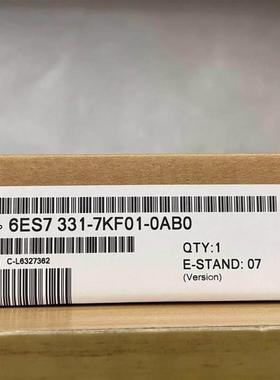 6ES7 331-7KF01-0AB0
QTY:1
C-L6327362
E-STAND: 07
(Version)